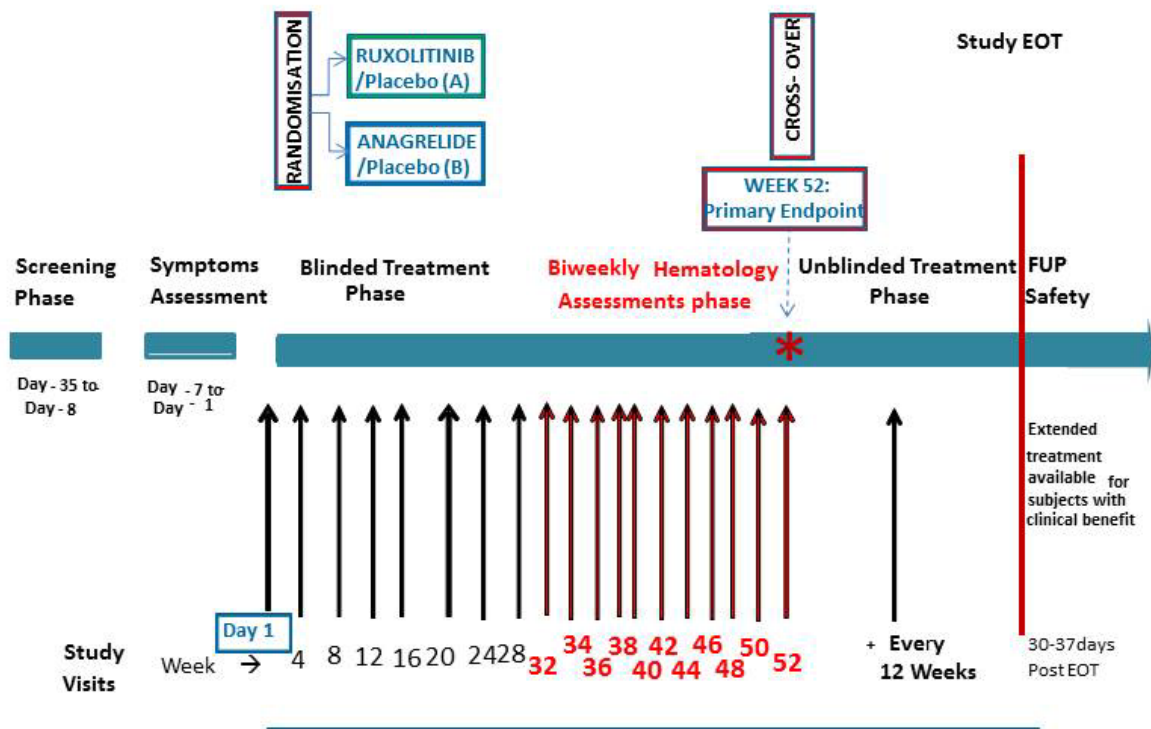 RANDOMISATION
RUXOLITINIB
/Placebo (A)
ANAGRELIDE
/Placebo (B)
CROSS- OVER
WEEK 52:
Primary Endpoint
Study EOT
Screening
Phase
Symptoms
Assessment
Blinded Treatment
Phase
Biweekly Hematology
Assessments phase
Unblinded Treatment
Phase
FUP
Safety
*
Day - 35 to
Day - 8
Day - 7 to
Day - 1
Extended
treatment
available for
subjects with
clinical benefit
Study
Visits
Week →
Day 1
4 8 12 16 20 24 28
32 34 36 38 40 42 44 46 48 50 52
+ Every
12 Weeks
30-37days
Post EOT